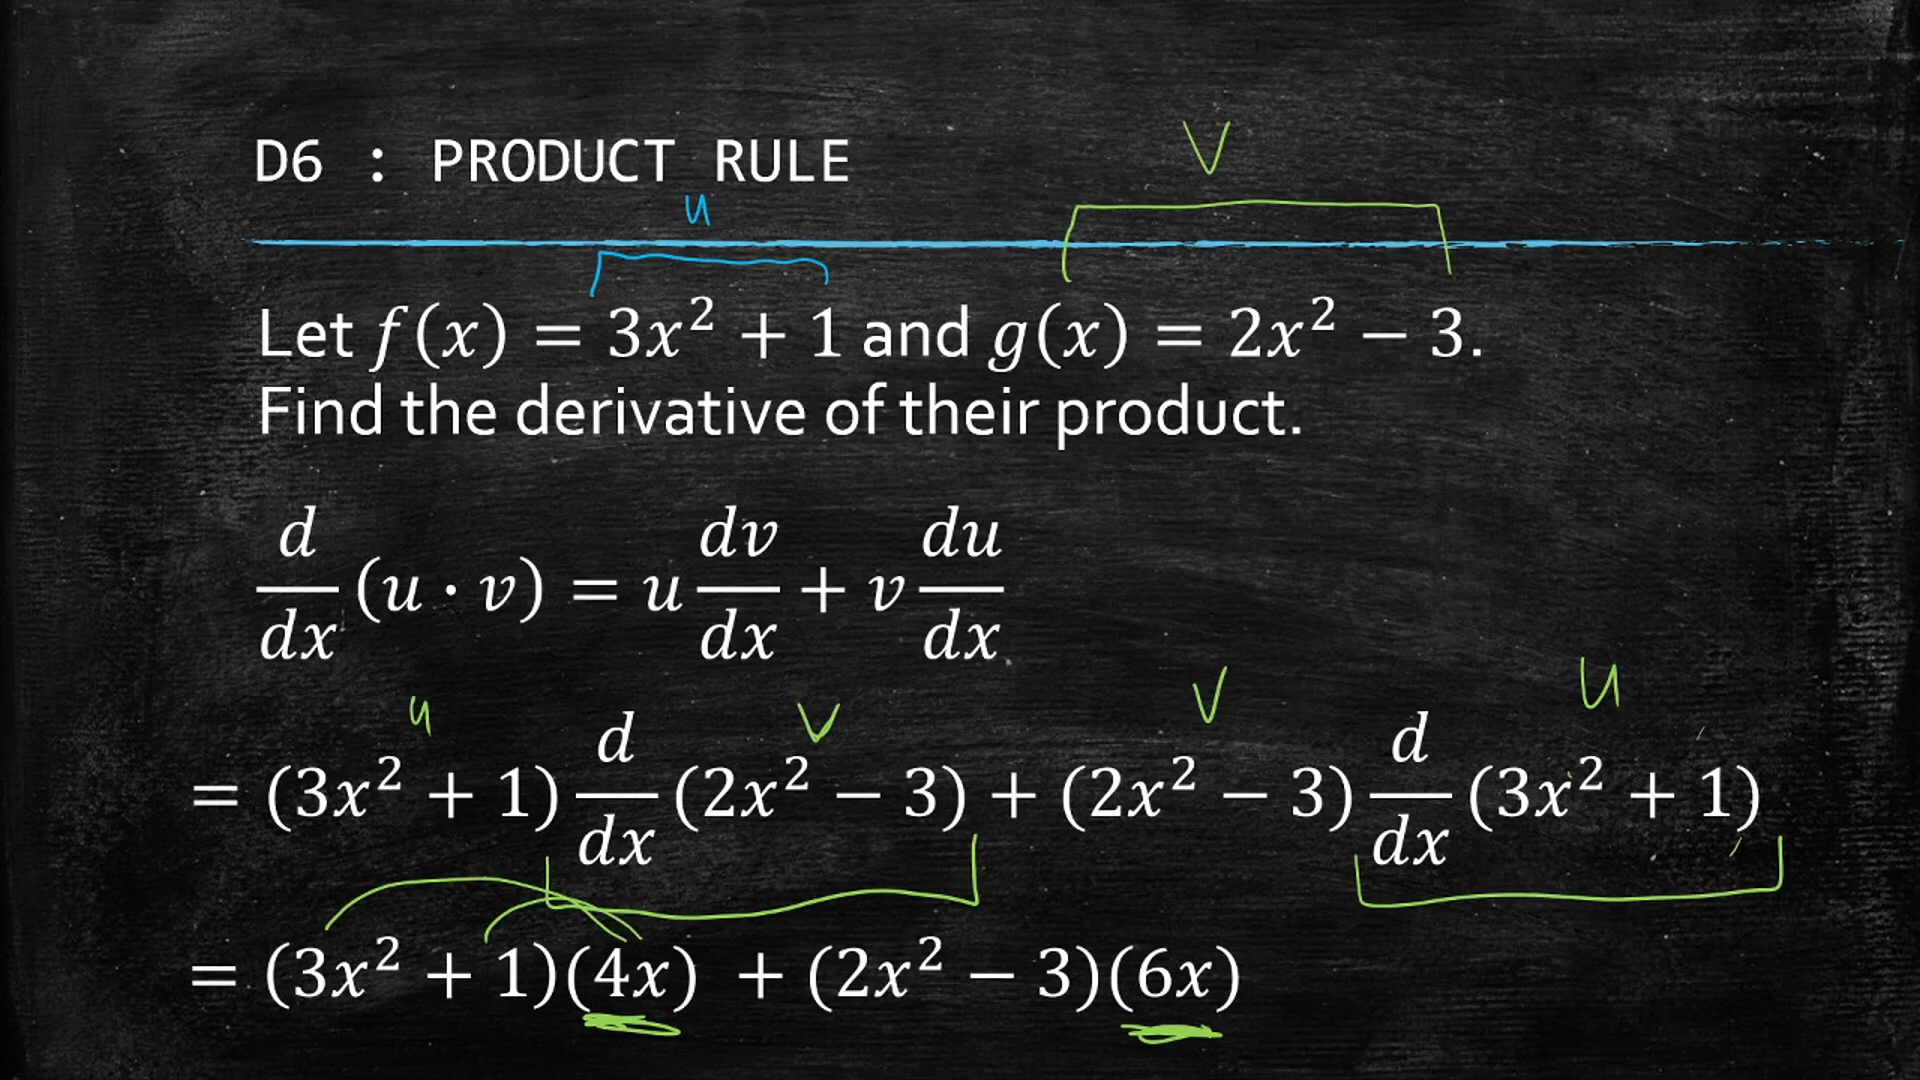 D6 : PRODUCT RULE
V
u
Let f(x) = 3x² + 1 and g(x) = 2x² − 3.
Find the derivative of their product.
d/dx (u · v) = u dv/dx + v du/dx
u V V u
= (3x² + 1) d/dx (2x² − 3) + (2x² − 3) d/dx (3x² + 1)
= (3x² + 1)(4x) + (2x² − 3)(6x)